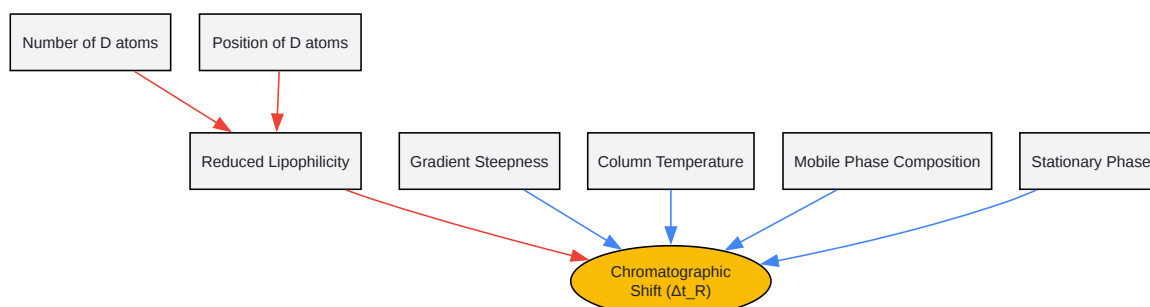 Number of D atoms
Position of D atoms
Reduced Lipophilicity
Gradient Steepness
Column Temperature
Mobile Phase Composition
Stationary Phase
Chromatographic
Shift (Δt_R)